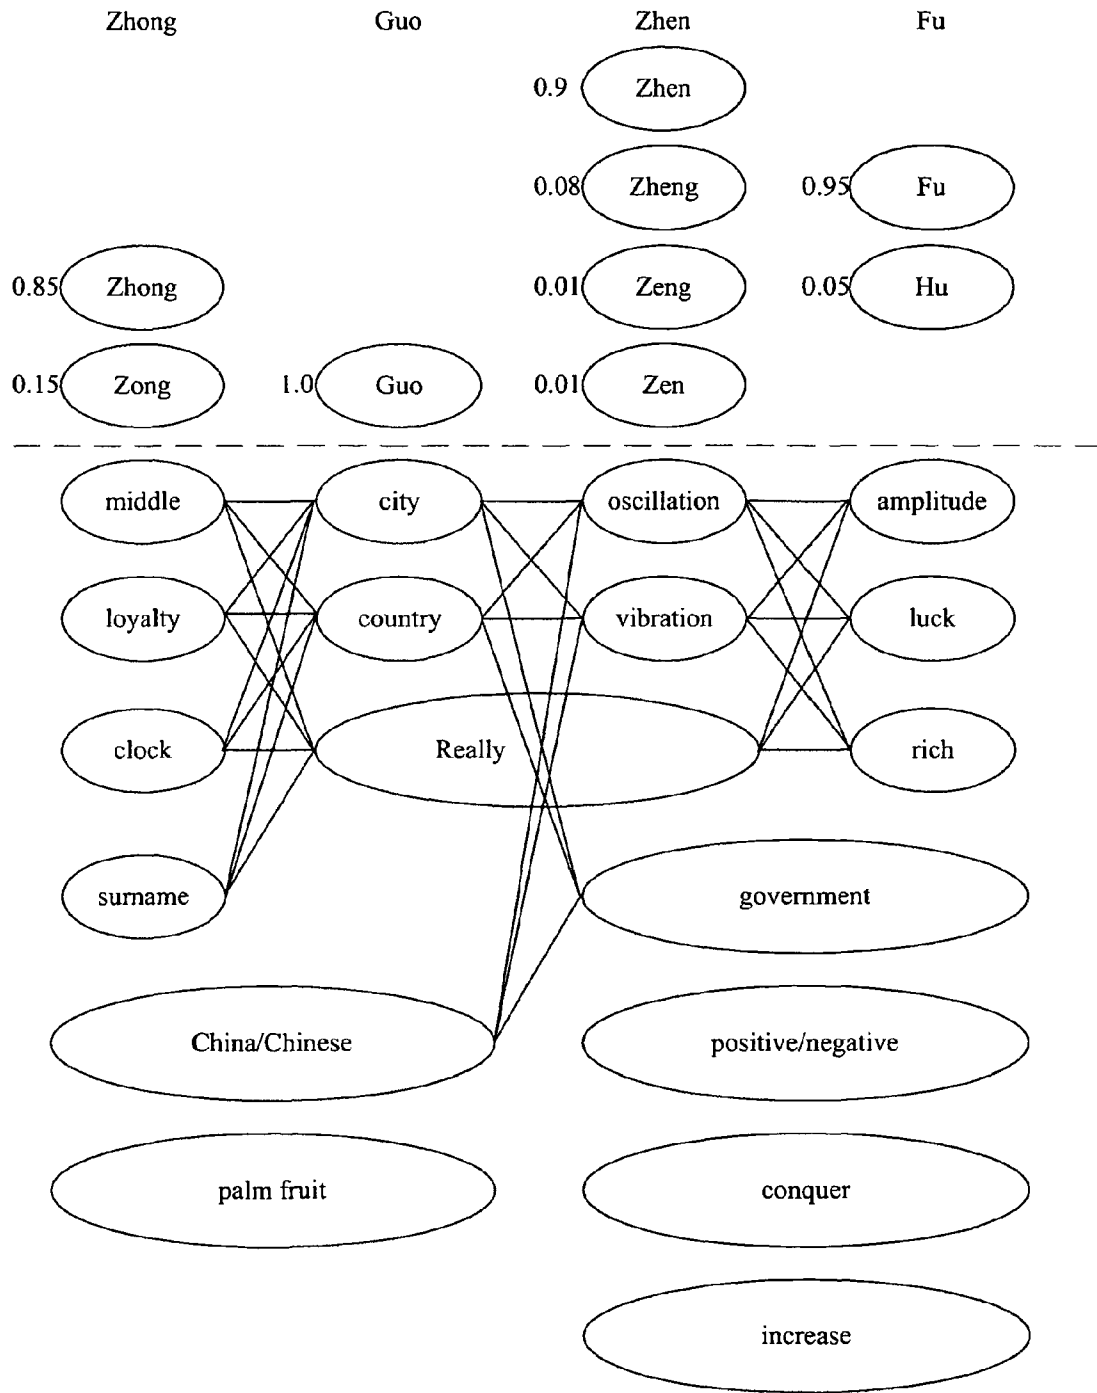 Zhong Guo Zhen Fu
0.9 Zhen
0.08 Zheng 0.95 Fu
0.85 Zhong 0.01 Zeng 0.05 Hu
0.15 Zong 1.0 Guo 0.01 Zen
middle city oscillation amplitude
loyalty country vibration luck
clock Really rich
surname government
China/Chinese positive/negative
palm fruit conquer
increase